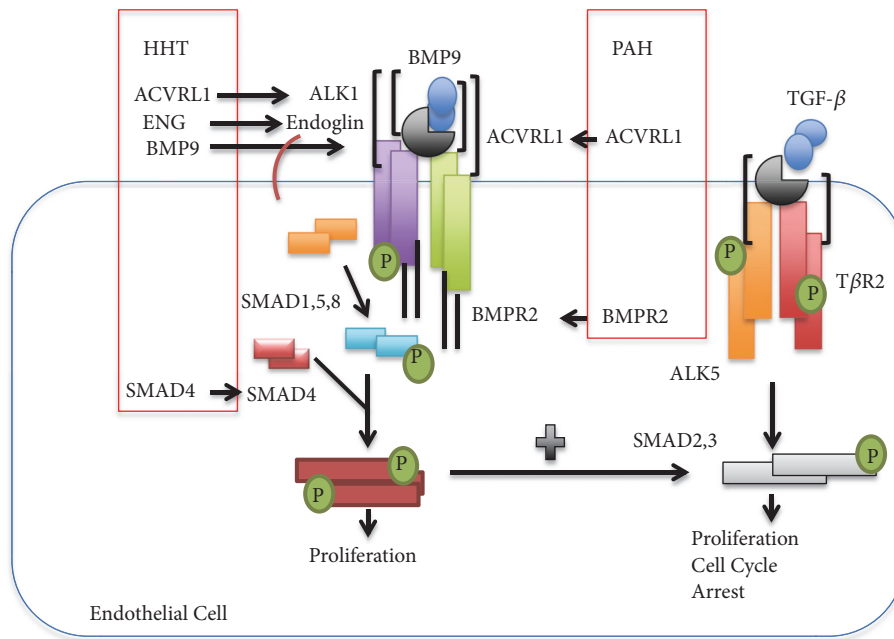 HHT
ACVRL1
ENG
BMP9
SMAD4
ALK1
Endoglin
BMP9
ACVRL1
PAH
ACVRL1
BMPR2
BMPR2
TGF-β
P
P
P
TβR2
ALK5
SMAD1,5,8
P
SMAD4
P
P
Proliferation
SMAD2,3
P
Proliferation
Cell Cycle
Arrest
Endothelial Cell